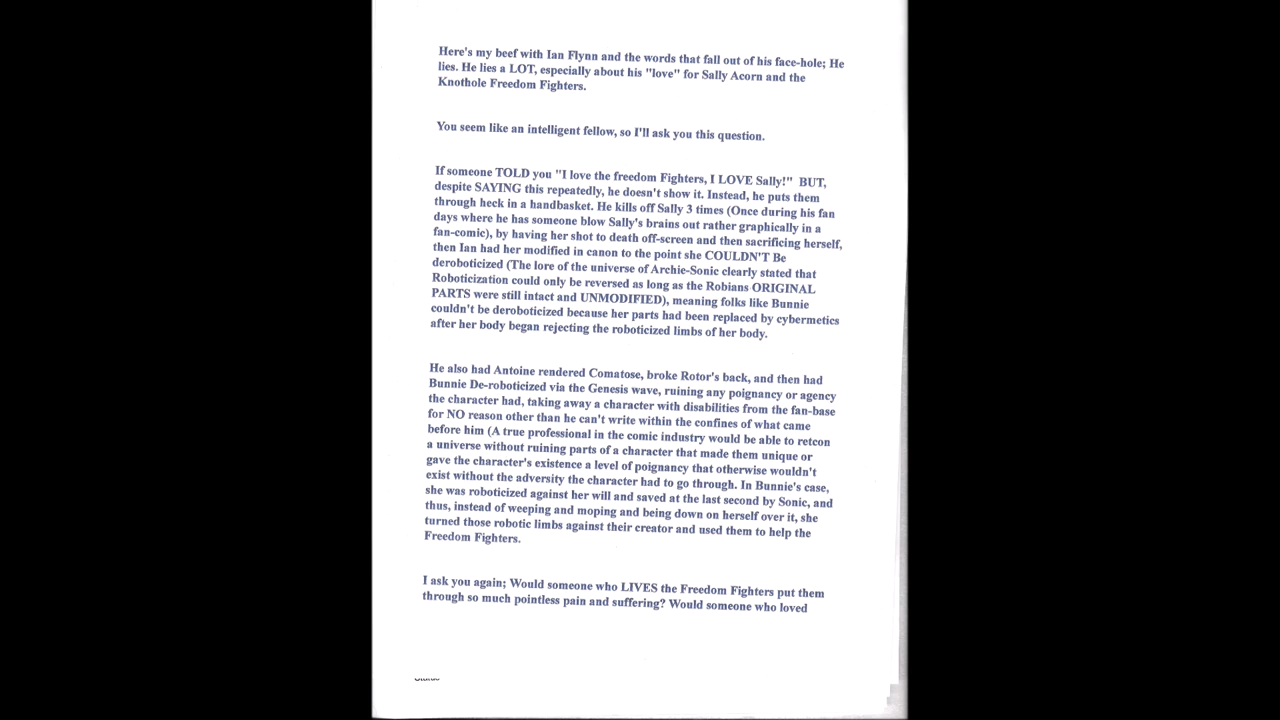 Here's my beef with Ian Flynn and the words that fall out of his face-hole; He
lies. He lies a LOT, especially about his "love" for Sally Acorn and the
Knothole Freedom Fighters.
You seem like an intelligent fellow, so I'll ask you this question.
If someone TOLD you "I love the freedom Fighters, I LOVE Sally!" BUT,
despite SAYING this repeatedly, he doesn't show it. Instead, he puts them
through heck in a handbasket. He kills off Sally 3 times (Once during his fan
days where he has someone blow Sally's brains out rather graphically in a
fan-comic), by having her shot to death off-screen and then sacrificing herself,
then Ian had her modified in canon to the point she COULDN'T Be
deroboticized (The lore of the universe of Archie-Sonic clearly stated that
Roboticization could only be reversed as long as the Robians ORIGINAL
PARTS were still intact and UNMODIFIED), meaning folks like Bunnie
couldn't be deroboticized because her parts had been replaced by cybermetics
after her body began rejecting the roboticized limbs of her body.
He also had Antoine rendered Comatose, broke Rotor's back, and then had
Bunnie De-roboticized via the Genesis wave, ruining any poignancy or agency
the character had, taking away a character with disabilities from the fan-base
for NO reason other than he can't write within the confines of what came
before him (A true professional in the comic industry would be able to retcon
a universe without ruining parts of a character that made them unique or
gave the character's existence a level of poignancy that otherwise wouldn't
exist without the adversity the character had to go through. In Bunnie's case,
she was roboticized against her will and saved at the last second by Sonic, and
thus, instead of weeping and moping and being down on herself over it, she
turned those robotic limbs against their creator and used them to help the
Freedom Fighters.
I ask you again; Would someone who LIVES the Freedom Fighters put them
through so much pointless pain and suffering? Would someone who loved